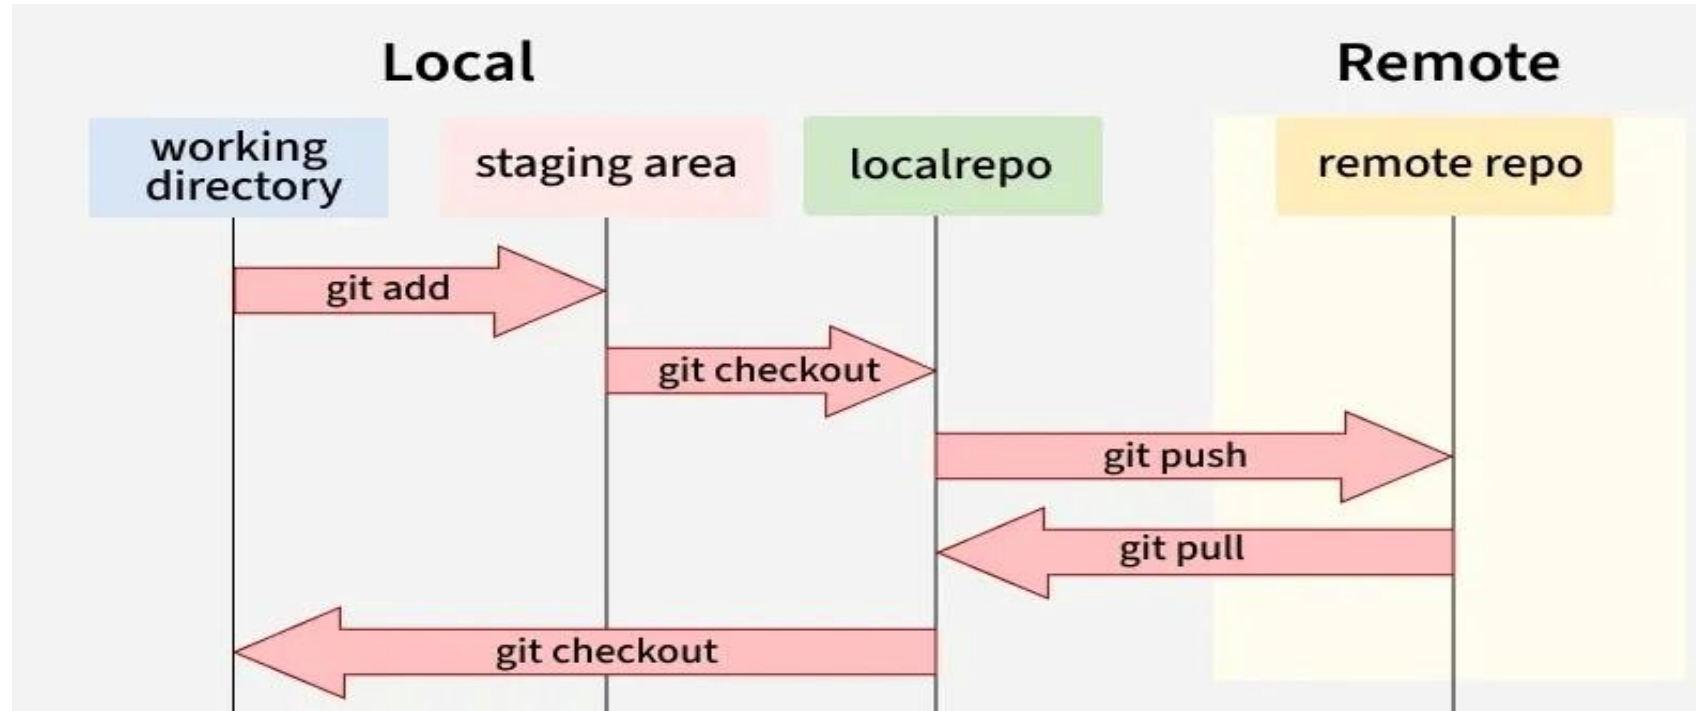 Local
Remote
working
directory
staging area
localrepo
remote repo
git add
git checkout
git push
git pull
git checkout